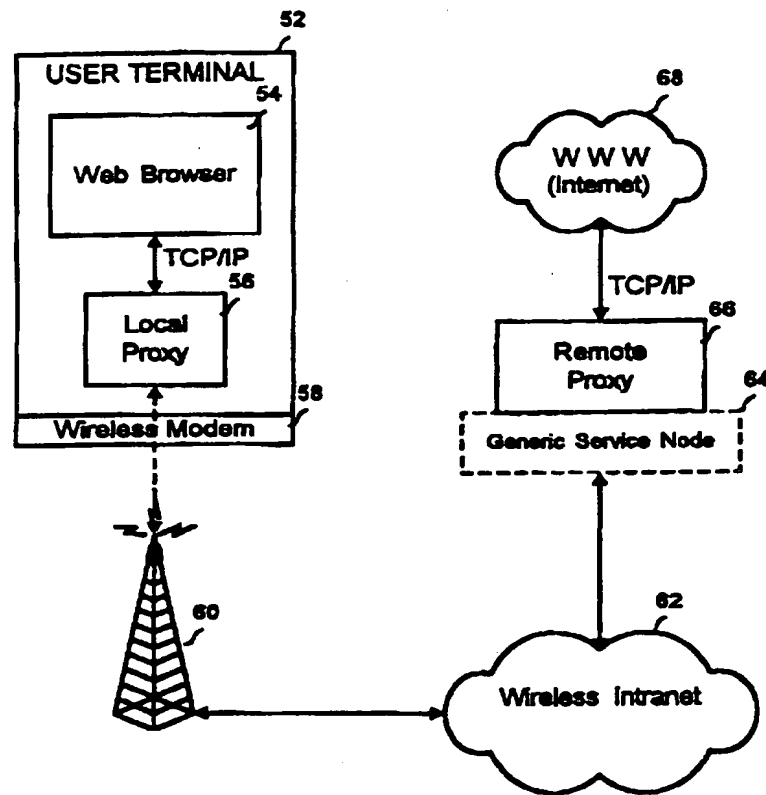 52
USER TERMINAL
54
Web Browser
TCP/IP
56
Local
Proxy
58
Wireless Modem
60
68
W W W
(Internet)
TCP/IP
66
Remote
Proxy
64
Generic Service Node
62
Wireless Intranet